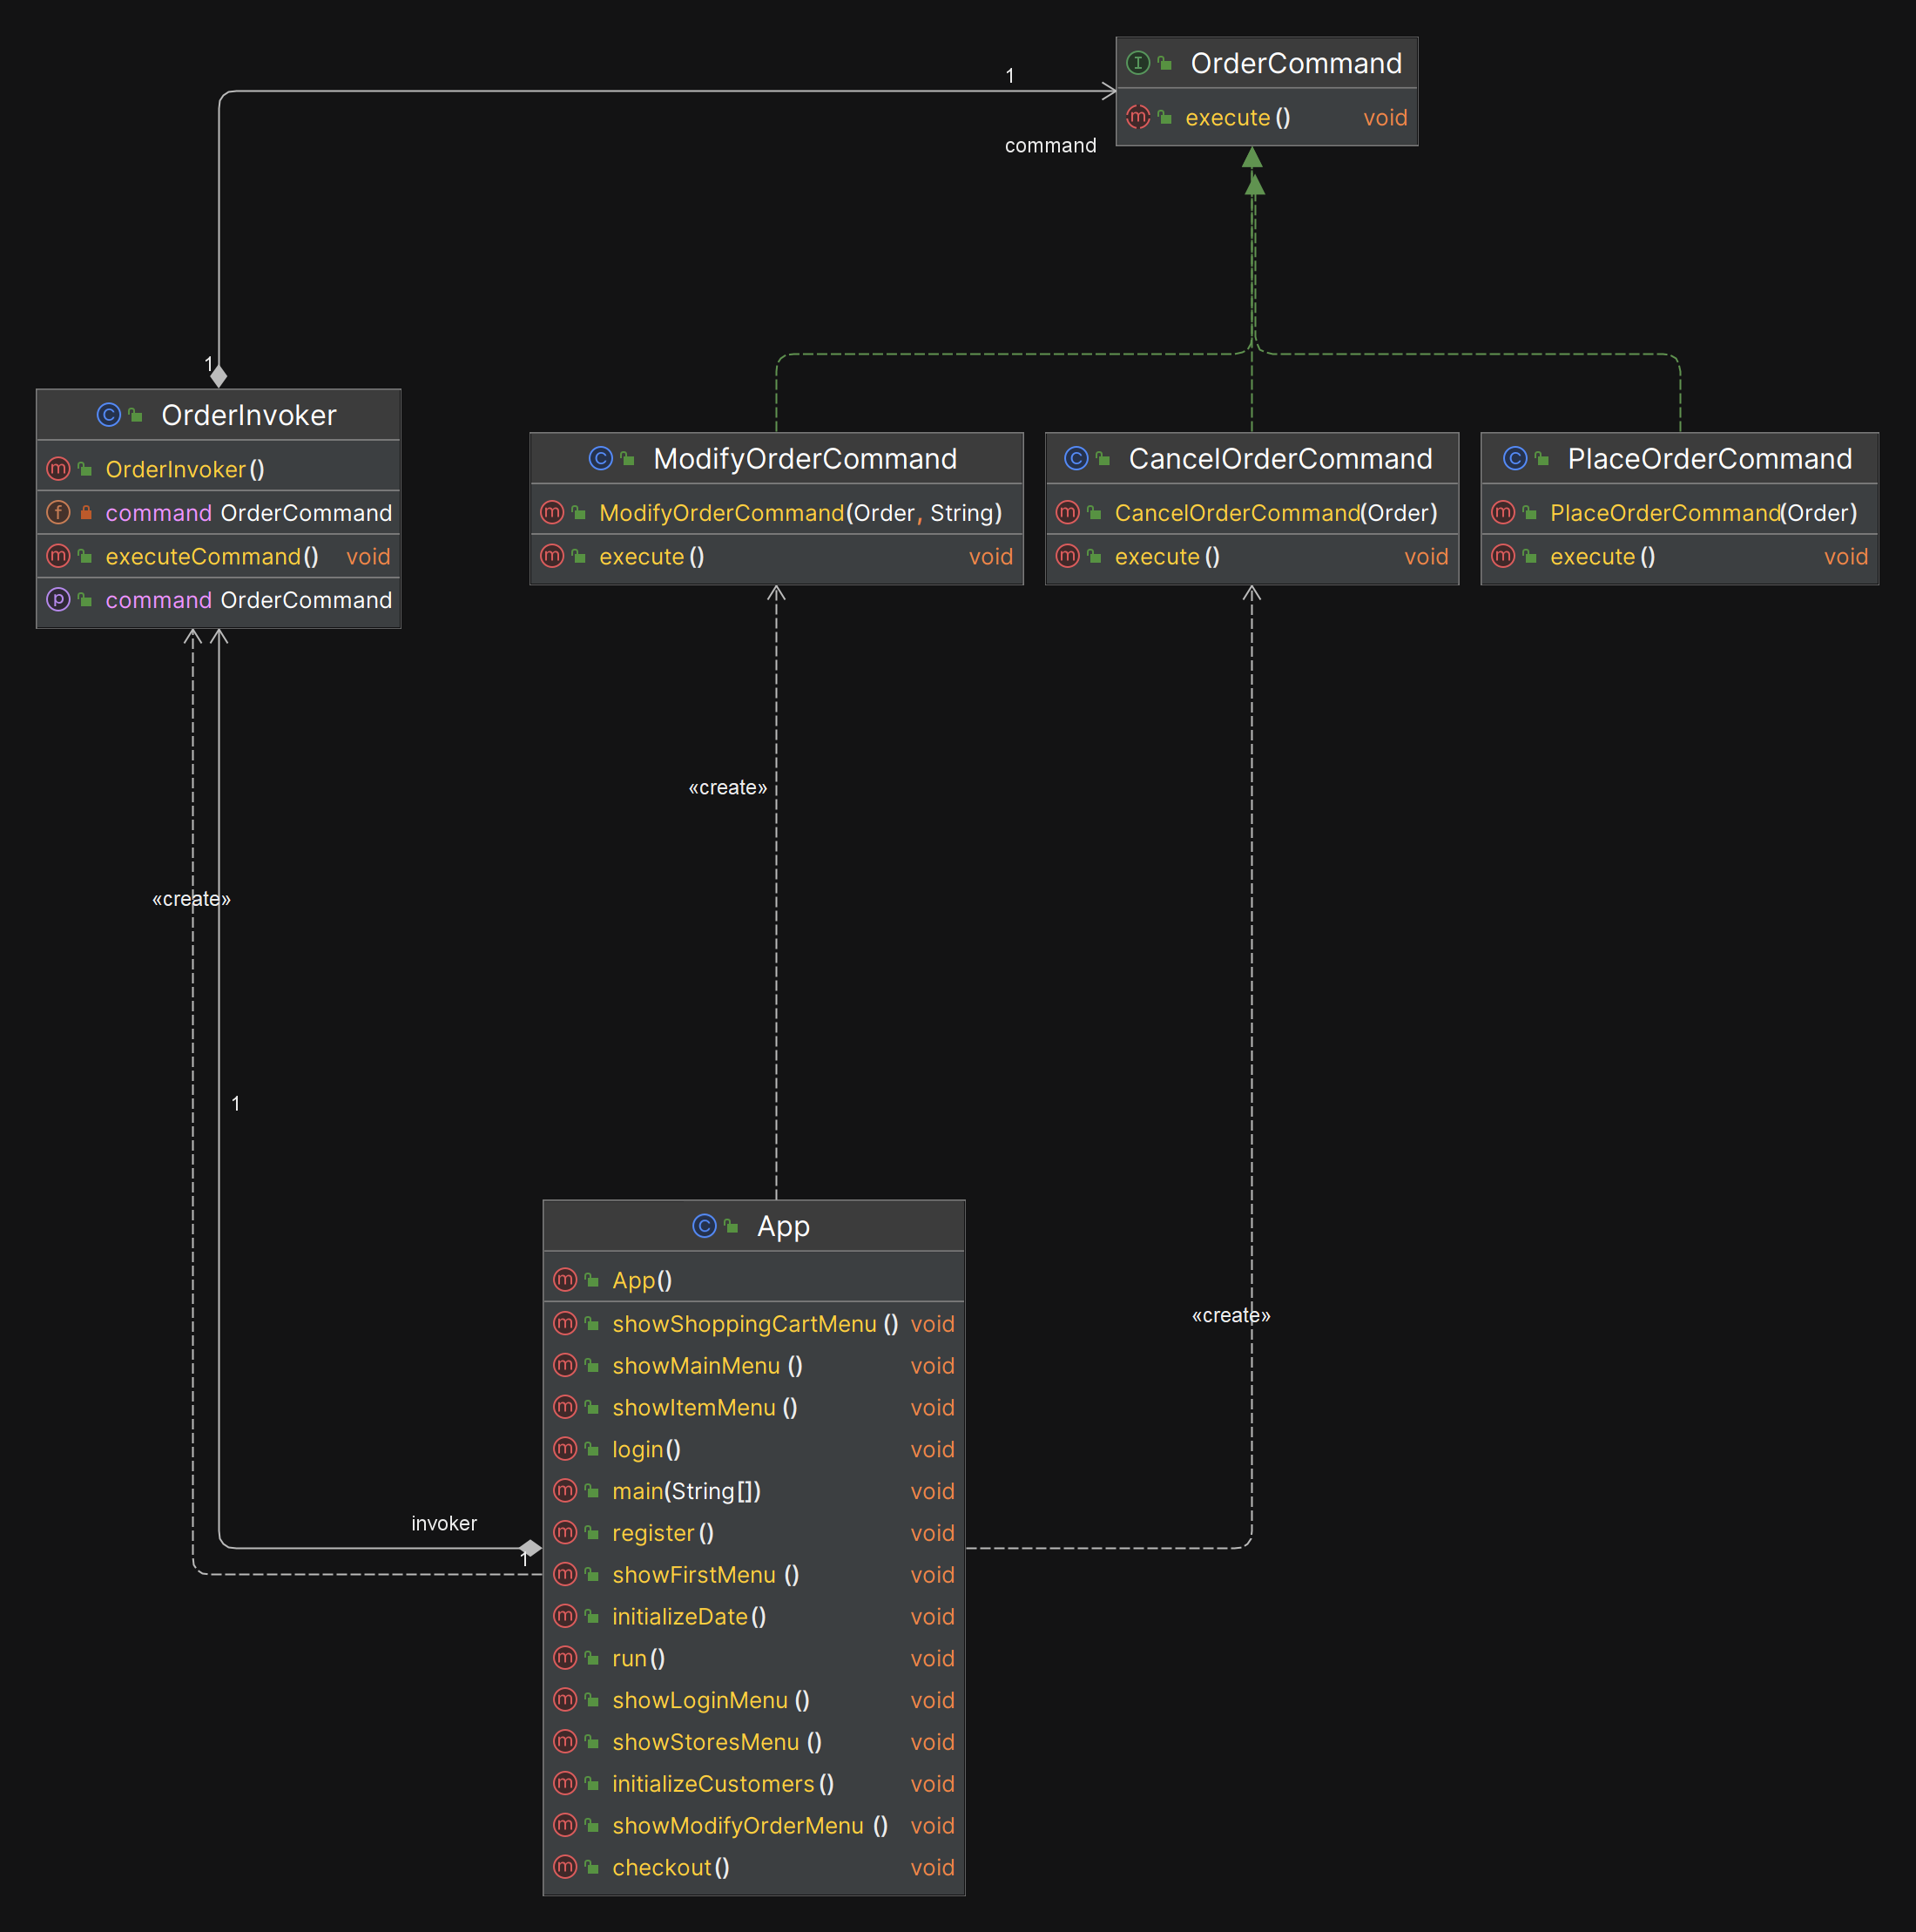 OrderCommand
execute() void
1
command
1
OrderInvoker
OrderInvoker()
command OrderCommand
executeCommand() void
command OrderCommand
ModifyOrderCommand
ModifyOrderCommand(Order, String)
execute() void
CancelOrderCommand
CancelOrderCommand(Order)
execute() void
PlaceOrderCommand
PlaceOrderCommand(Order)
execute() void
«create»
«create»
1
«create»
invoker
1
App
App()
showShoppingCartMenu() void
showMainMenu() void
showItemMenu() void
login() void
main(String[]) void
register() void
showFirstMenu() void
initializeDate() void
run() void
showLoginMenu() void
showStoresMenu() void
initializeCustomers() void
showModifyOrderMenu() void
checkout() void